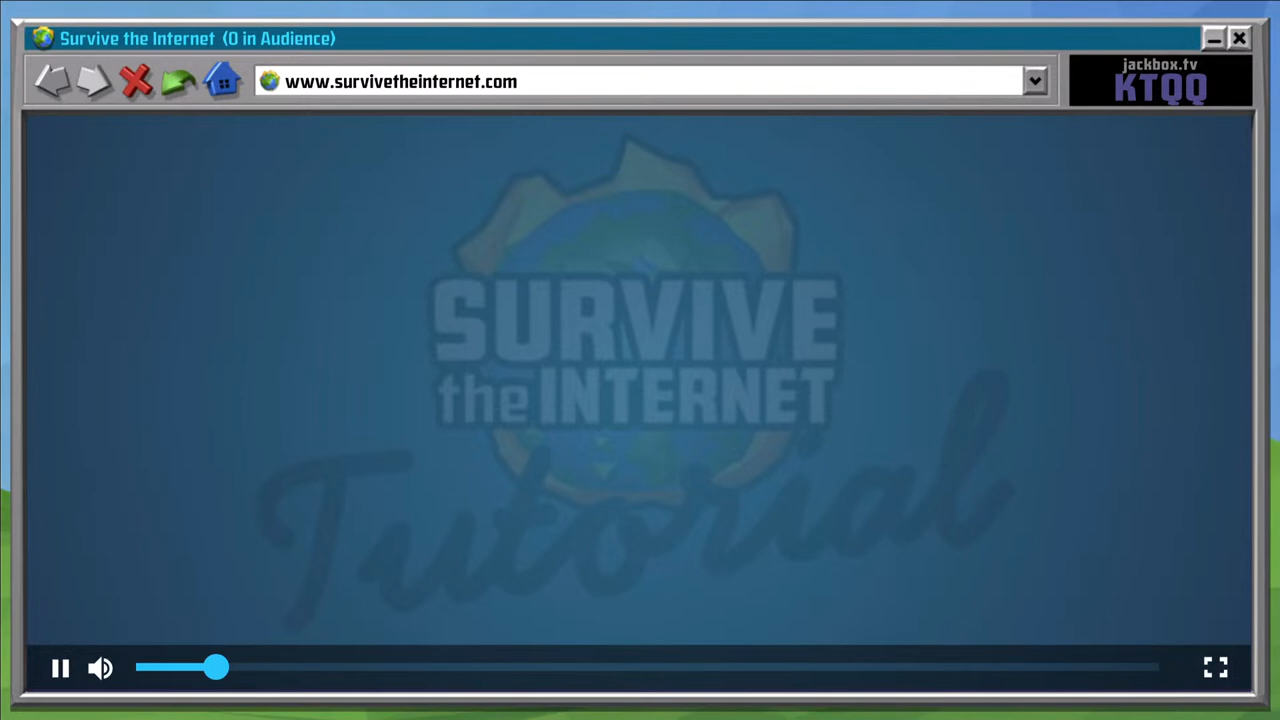 Survive the Internet (0 in Audience)
www.survivetheinternet.com
jackbox.tv
KTQQ
SURVIVE
the INTERNET
Tutorial